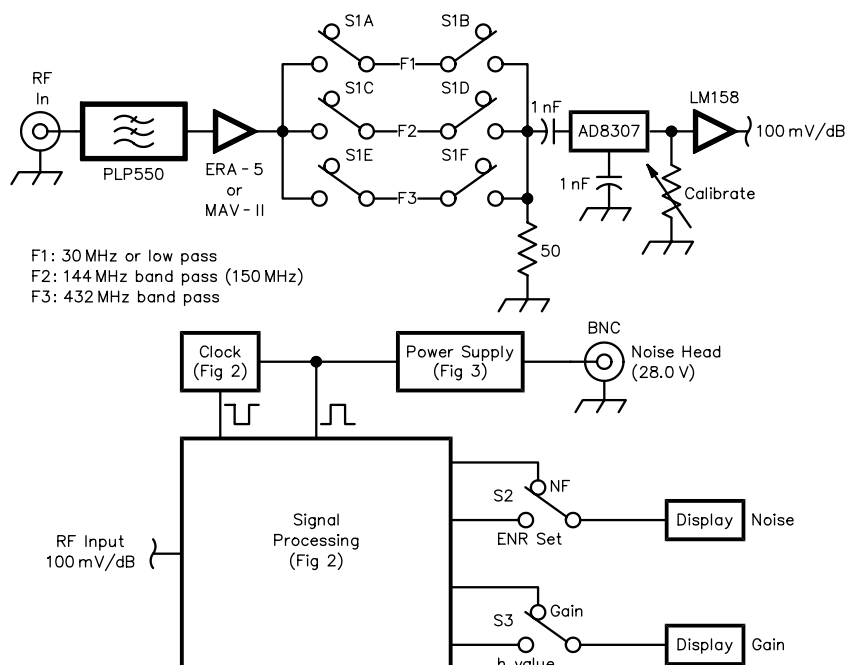 S1A
S1B
F1
RF
In
S1C
S1D
F2
PLP550
ERA-5
or
MAV-II
S1E
S1F
F3
1 nF
AD8307
LM158
100 mV/dB
1 nF
Calibrate
50
F1: 30 MHz or low pass
F2: 144 MHz band pass (150 MHz)
F3: 432 MHz band pass
Clock
(Fig 2)
Power Supply
(Fig 3)
BNC
Noise Head
(28.0 V)
RF Input
100 mV/dB
Signal
Processing
(Fig 2)
S2
NF
ENR Set
Display
Noise
S3
Gain
h value
Display
Gain